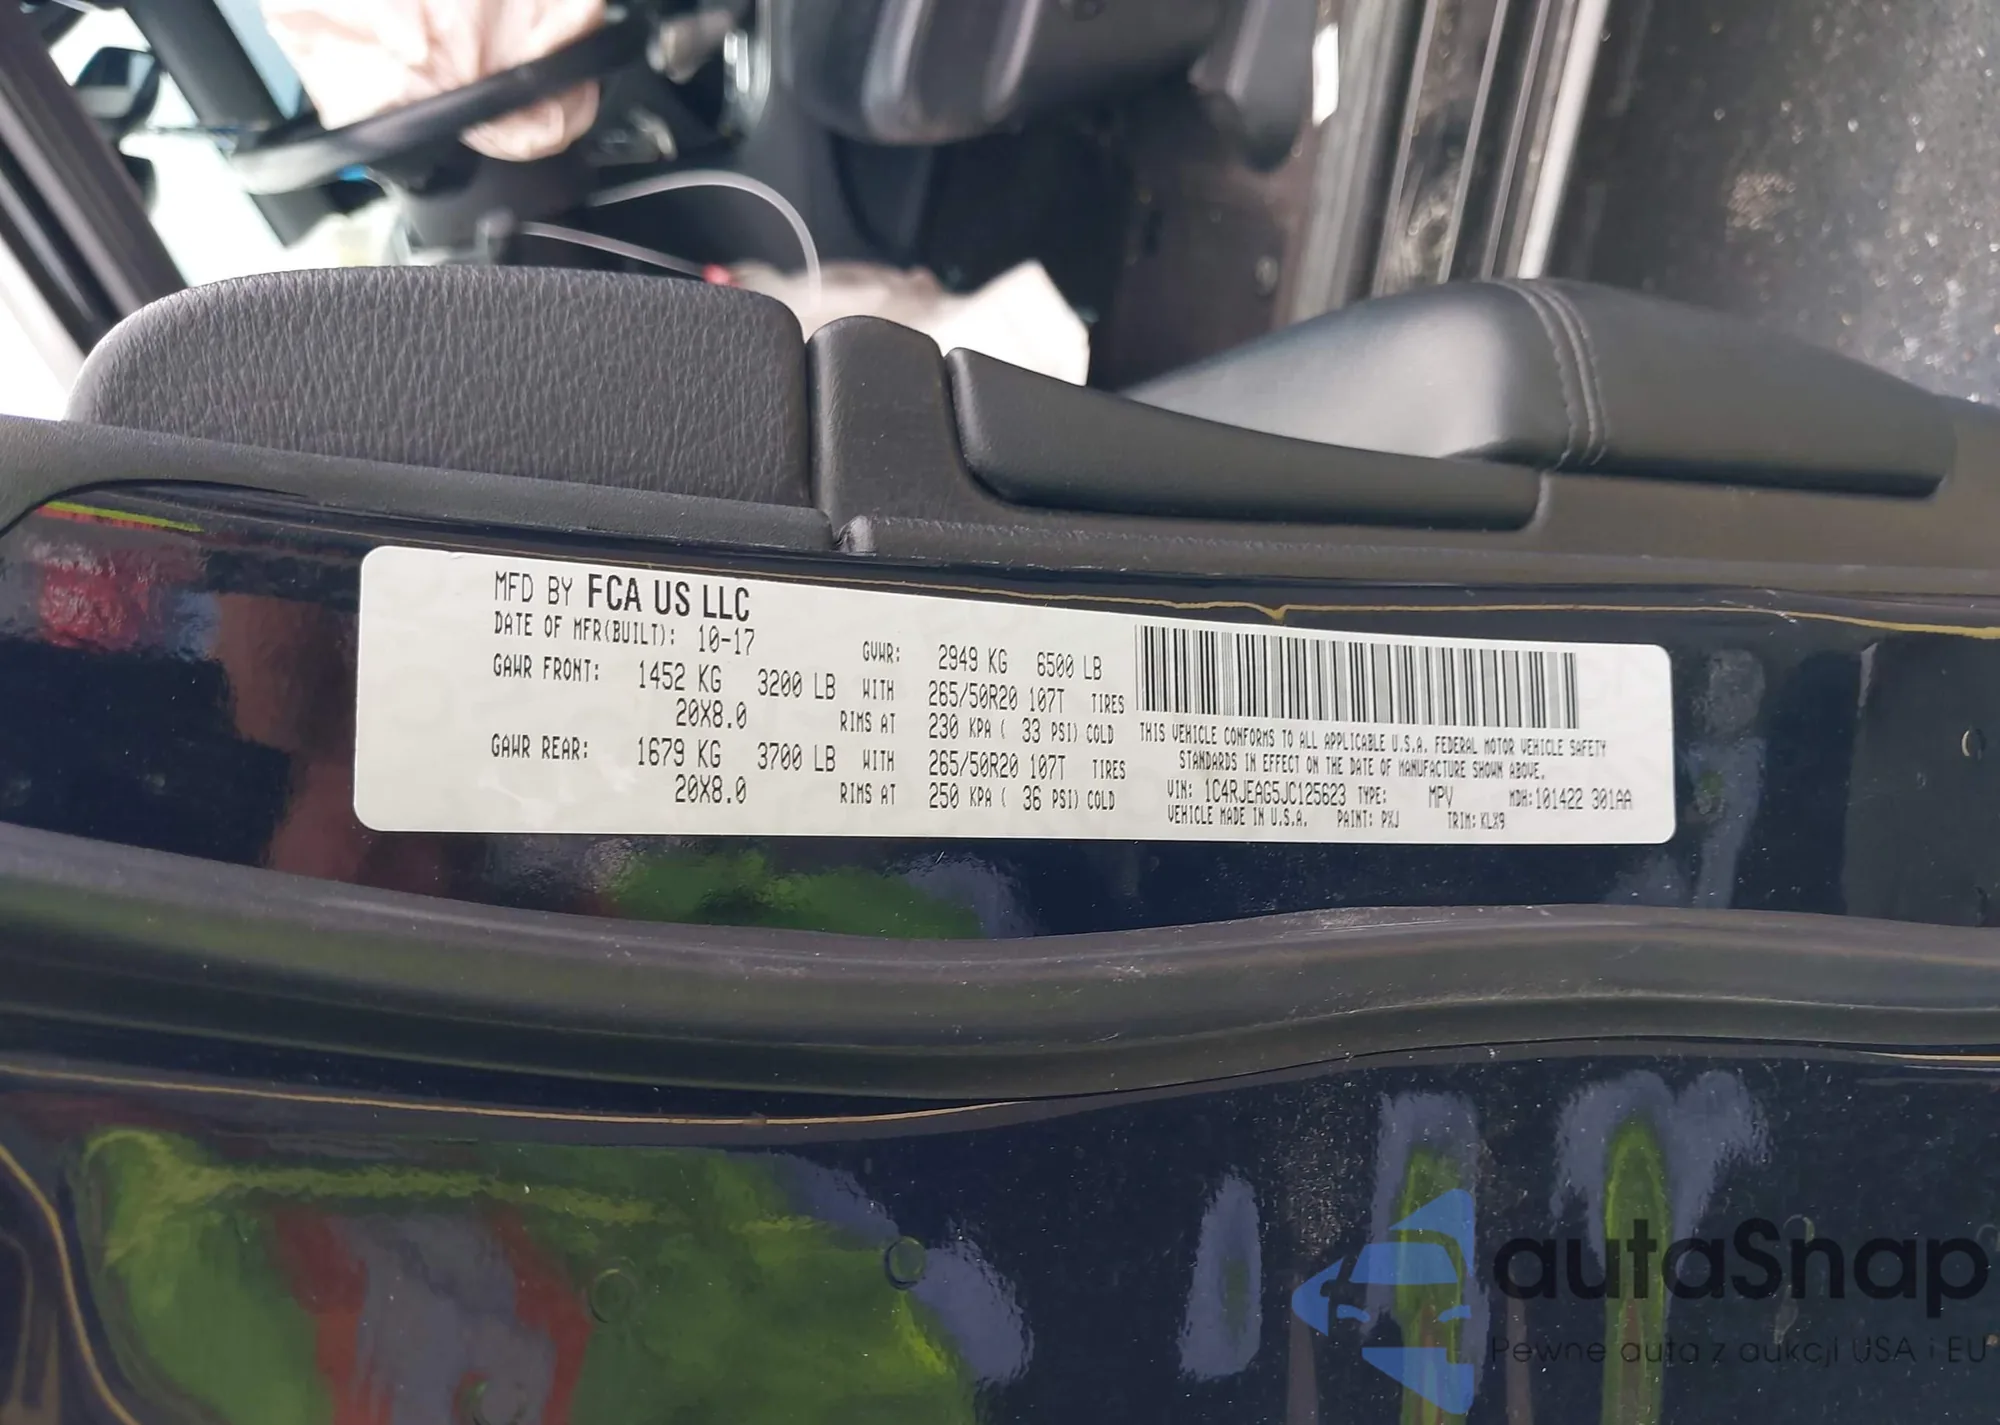 MFD BY FCA US LLC
DATE OF MFR(BUILT): 10-17 GVWR: 2949 KG 6500 LB
GAWR FRONT: 1452 KG 3200 LB WITH 265/50R20 107T TIRES
20X8.0 RIMS AT 230 KPA ( 33 PSI) COLD
GAWR REAR: 1679 KG 3700 LB WITH 265/50R20 107T TIRES
20X8.0 RIMS AT 250 KPA ( 36 PSI) COLD
THIS VEHICLE CONFORMS TO ALL APPLICABLE U.S.A. FEDERAL MOTOR VEHICLE SAFETY
STANDARDS IN EFFECT ON THE DATE OF MANUFACTURE SHOWN ABOVE.
VIN: 1C4RJEAG5JC125623 TYPE: MPV MDH:101422 301AA
VEHICLE MADE IN U.S.A. PAINT: PXJ TRIM: KLX9
autaSnap
Pewne auta z aukcji USA i EU